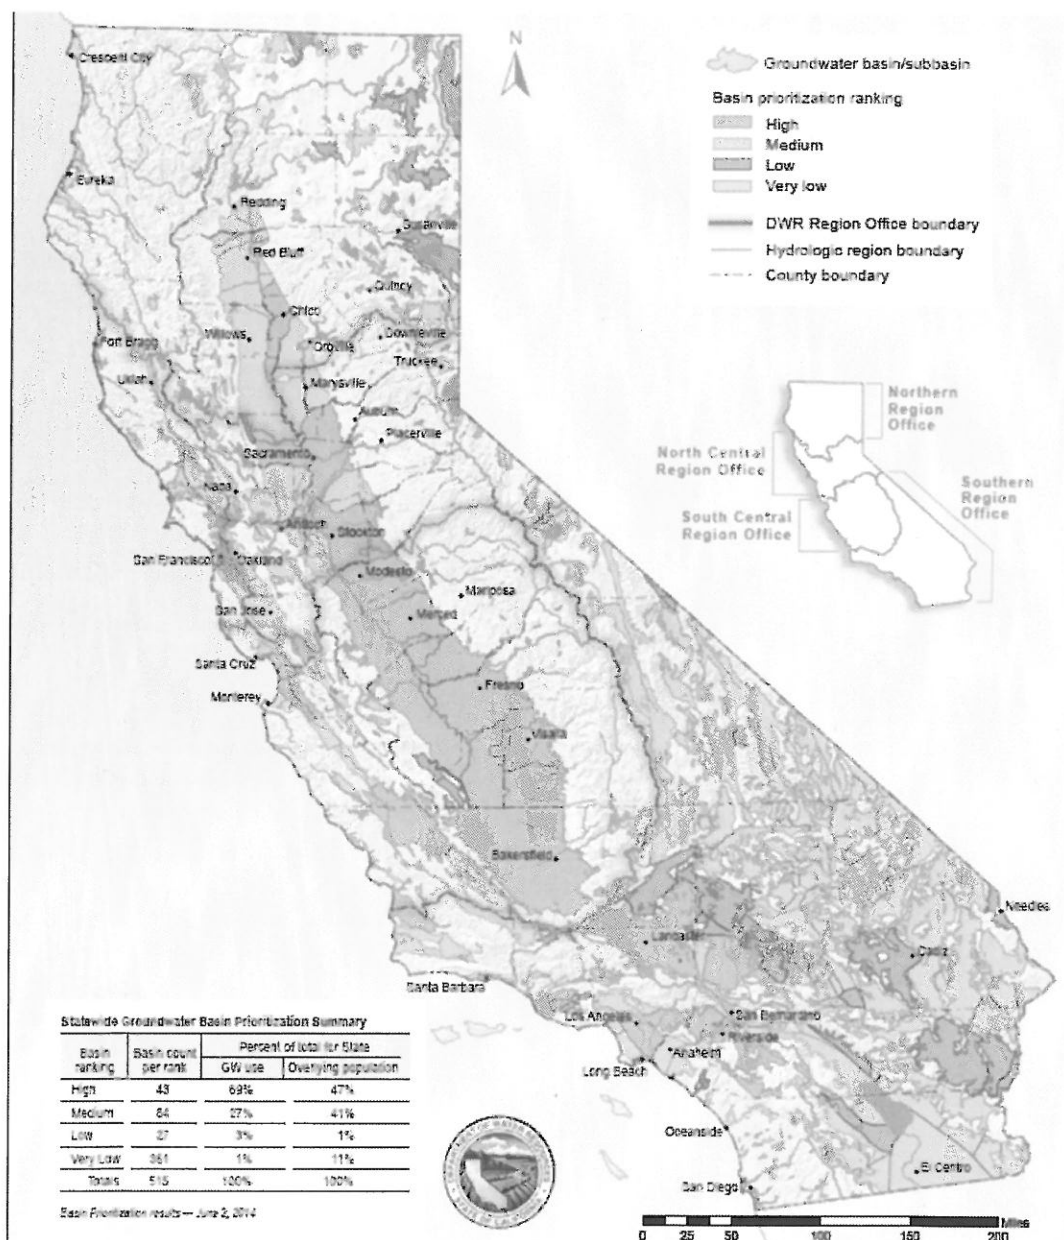 N
Groundwater basin/subbasin
Basin prioritization ranking
High
Medium
Low
Very low
DWR Region Office boundary
Hydrologic region boundary
County boundary
Crescent City
Eureka
Redding
Susanville
Red Bluff
Quincy
Chico
Willows
Oroville
Downieville
Fort Bragg
Truckee
Ukiah
Marysville
Auburn
Placerville
Sacramento
Napa
Antioch
Stockton
San Francisco
Oakland
Modesto
Mariposa
San Jose
Merced
Santa Cruz
Fresno
Monterey
Visalia
Bakersfield
Needles
Lancaster
Cadiz
Santa Barbara
Los Angeles
San Bernardino
Riverside
Anaheim
Long Beach
Oceanside
El Centro
San Diego
Northern
Region
Office
North Central
Region Office
Southern
Region
Office
South Central
Region Office
Statewide Groundwater Basin Prioritization Summary
Basin ranking Basin count per rank Percent of total for State
GW use Overlying population
High 43 69% 47%
Medium 84 27% 41%
Low 27 3% 1%
Very Low 361 1% 11%
Totals 515 100% 100%
Basin Prioritization results — June 2, 2014
Miles
0 25 50 100 150 200